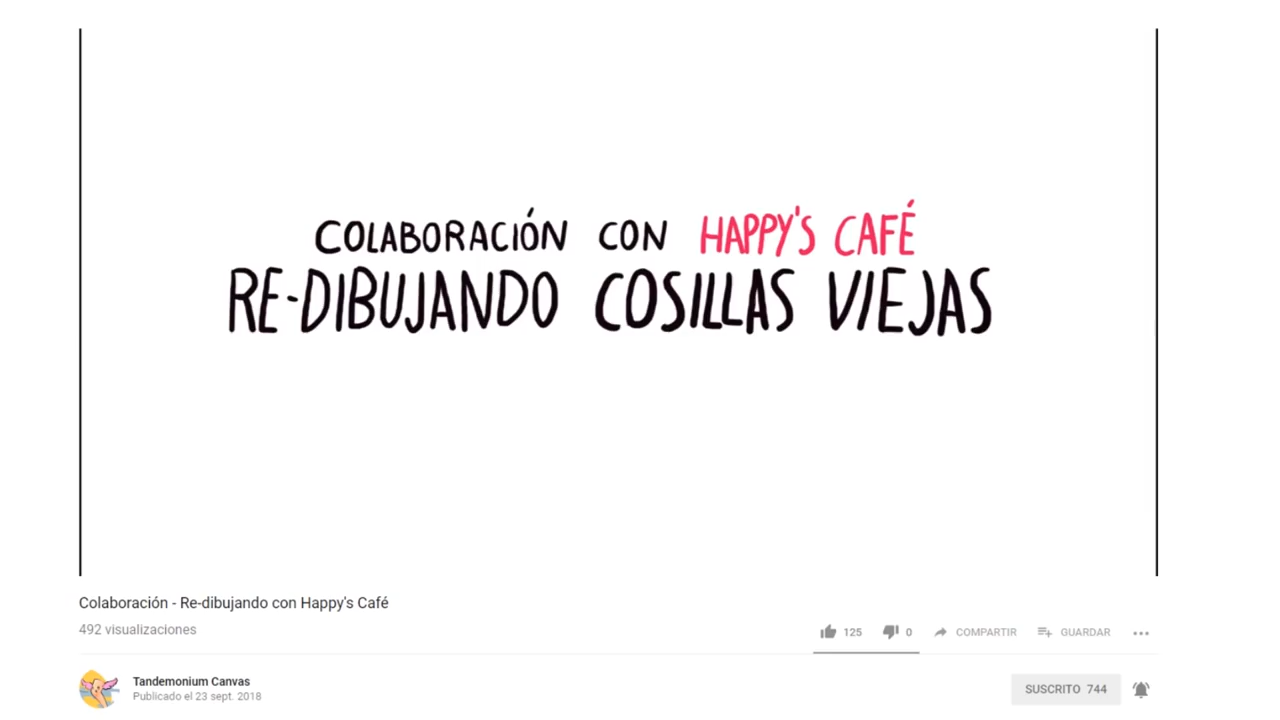 COLABORACIÓN CON HAPPY'S CAFÉ
RE-DIBUJANDO COSILLAS VIEJAS
Colaboración - Re-dibujando con Happy's Café
492 visualizaciones
125 0 COMPARTIR GUARDAR
Tandemonium Canvas
Publicado el 23 sept. 2018
SUSCRITO 744